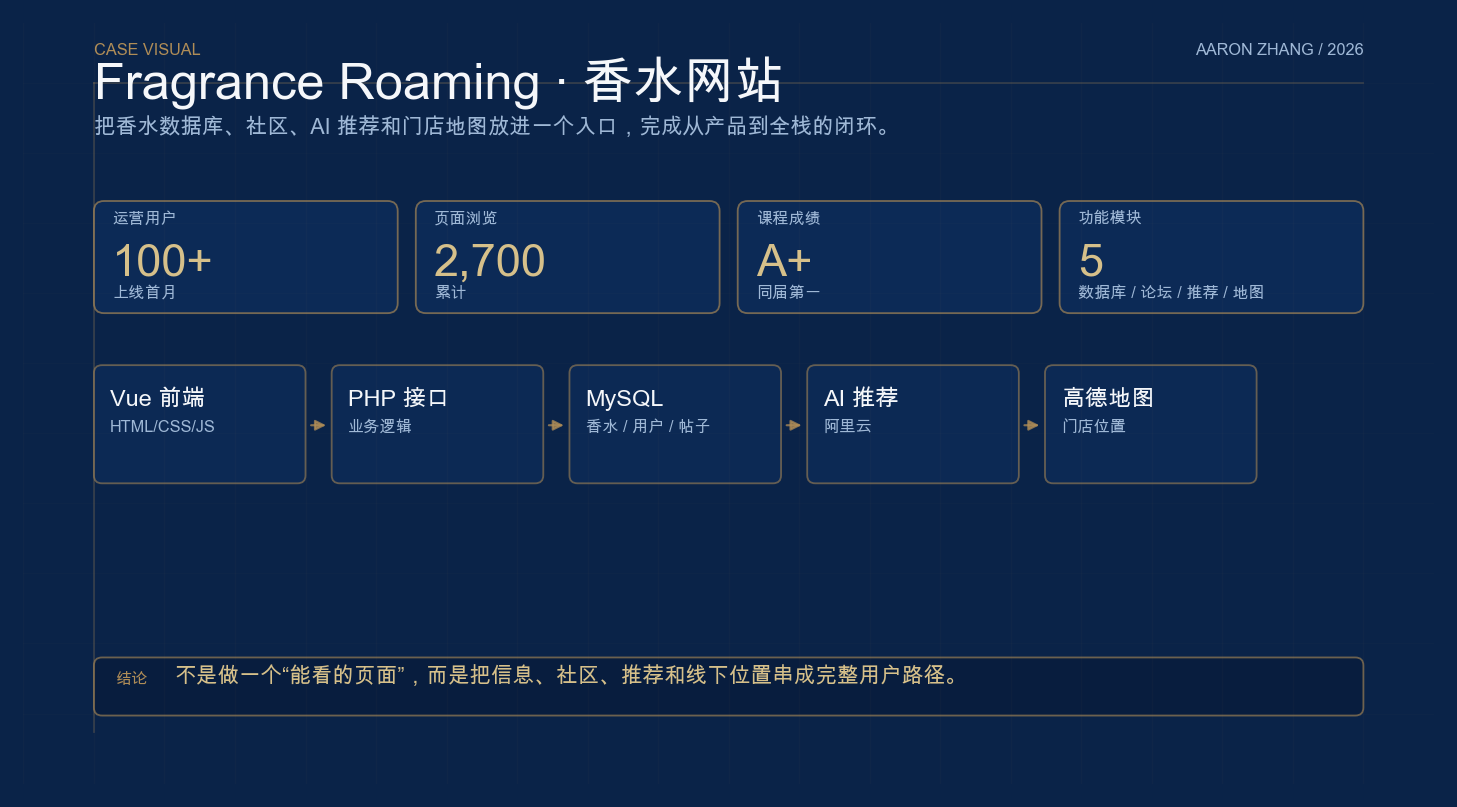 CASE VISUAL
AARON ZHANG / 2026
Fragrance Roaming · 香水网站
把香水数据库、社区、AI 推荐和门店地图放进一个入口，完成从产品到全栈的闭环。
运营用户
100+
上线首月
页面浏览
2,700
累计
课程成绩
A+
同届第一
功能模块
5
数据库 / 论坛 / 推荐 / 地图
Vue 前端
HTML/CSS/JS
PHP 接口
业务逻辑
MySQL
香水 / 用户 / 帖子
AI 推荐
阿里云
高德地图
门店位置
结论
不是做一个“能看的页面”，而是把信息、社区、推荐和线下位置串成完整用户路径。